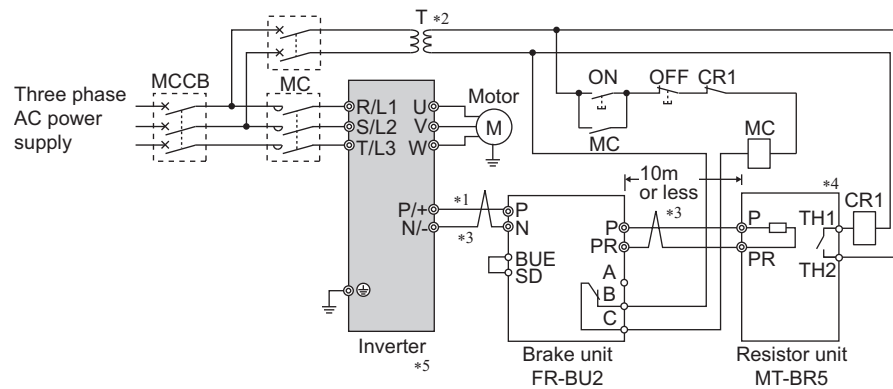 T *2
MCCB
MC
ON
OFF
CR1
Three phase
AC power
supply
R/L1
S/L2
T/L3
U
V
W
Motor
M
MC
MC
10m
or less
*4
P/+
N/-
*1
*3
P
N
P
PR
*3
P
PR
TH1
TH2
CR1
BUE
SD
A
B
C
Inverter
*5
Brake unit
FR-BU2
Resistor unit
MT-BR5